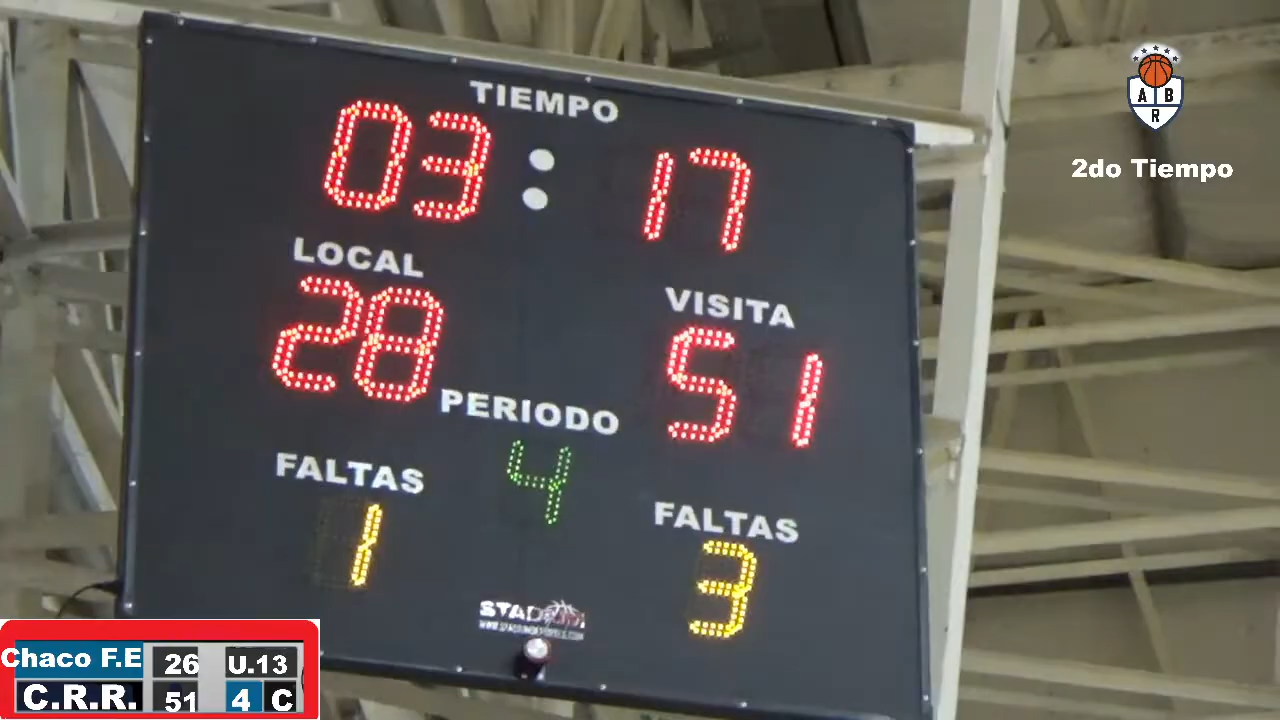 TIEMPO
03 : 17
LOCAL
VISITA
28
51
PERIODO
4
FALTAS
FALTAS
1
3
STADIUM
A B
R
2do Tiempo
Chaco F.E 26 U.13
C.R.R. 51 4 C